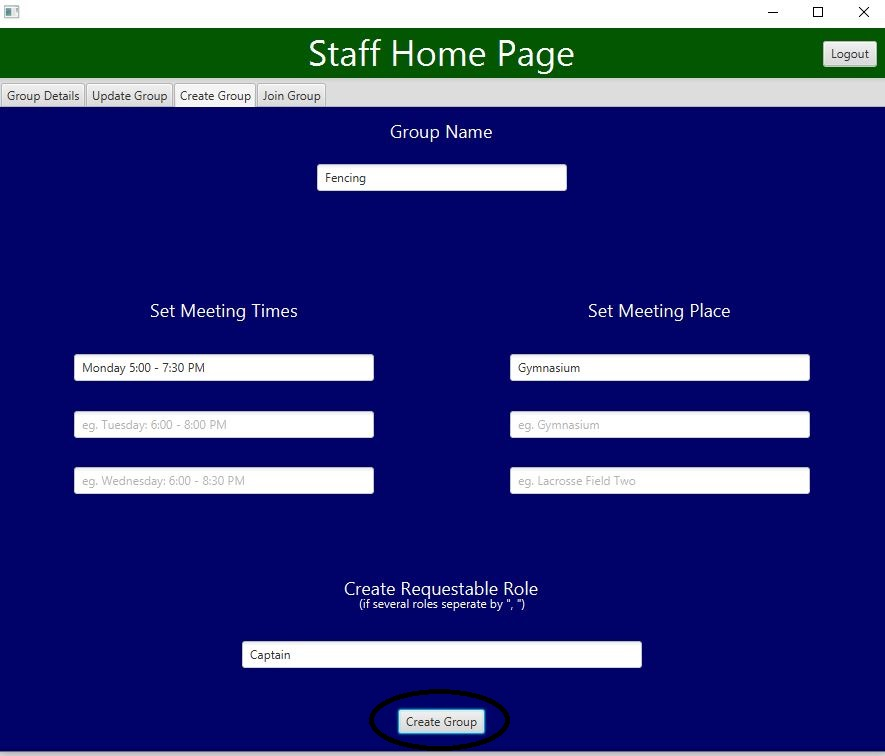 Staff Home Page
Logout
Group Details
Update Group
Create Group
Join Group
Group Name
Fencing
Set Meeting Times
Set Meeting Place
Monday 5:00 - 7:30 PM
Gymnasium
eg. Tuesday: 6:00 - 8:00 PM
eg. Gymnasium
eg. Wednesday: 6:00 - 8:30 PM
eg. Lacrosse Field Two
Create Requestable Role
(if several roles seperate by ", ")
Captain
Create Group